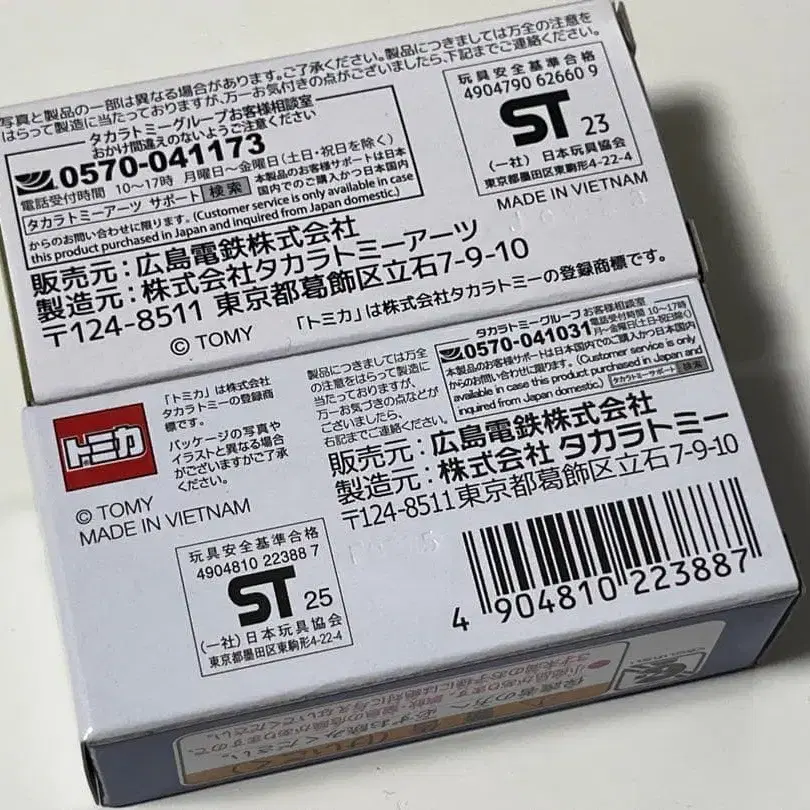 写真と製品の一部は異なる場合があります。ご了承ください。製品につきましては万全の注意を
はらって製造に当たっておりますが、万一お気付きの点がございましたら、下記までご連絡ください。
タカラトミーグループお客様相談室
おかけ間違えのないようご注意ください
0570-041173
電話受付時間 10〜17時 月曜日〜金曜日(土日・祝日を除く)
タカラトミーアーツ サポート 検索
本製品のお客様サポートは日本
国内でのご購入かつ日本国内
からのお問い合わせに限ります。(Customer service is only available in case
this product purchased in Japan and inquired from Japan domestic.)
玩具安全基準合格
4904790 62660 9
ST 23
(一社) 日本玩具協会
東京都墨田区東駒形4-22-4
MADE IN VIETNAM
販売元:広島電鉄株式会社
製造元:株式会社タカラトミーアーツ
〒124-8511 東京都葛飾区立石7-9-10
© TOMY 「トミカ」は株式会社タカラトミーの登録商標です。
トミカ
「トミカ」は株式会社
タカラトミーの登録商
標です。
パッケージの写真や
イラストと異なる場合
がございますがご了承
ください。
© TOMY
MADE IN VIETNAM
製品につきましては万全
の注意をはらって製造に
当たっておりますが、
万一お気づきの点などが
ございましたら、
右記までご連絡ください。
タカラトミーグループ お客様相談室
0570-041031
電話受付時間 10〜17時
月〜金曜日(土日・祝日除く)
本製品のお客様サポートは日本国内でのご購入かつ日本国内
からのお問い合わせに限ります。(Customer service is only
available in case this product purchased in Japan and
inquired from Japan domestic.)
タカラトミーサポート 検索
販売元:広島電鉄株式会社
製造元:株式会社 タカラトミー
〒124-8511東京都葛飾区立石7-9-10
玩具安全基準合格
4904810 22388 7
ST 25
(一社) 日本玩具協会
東京都墨田区東駒形4-22-4
4 904810 223887